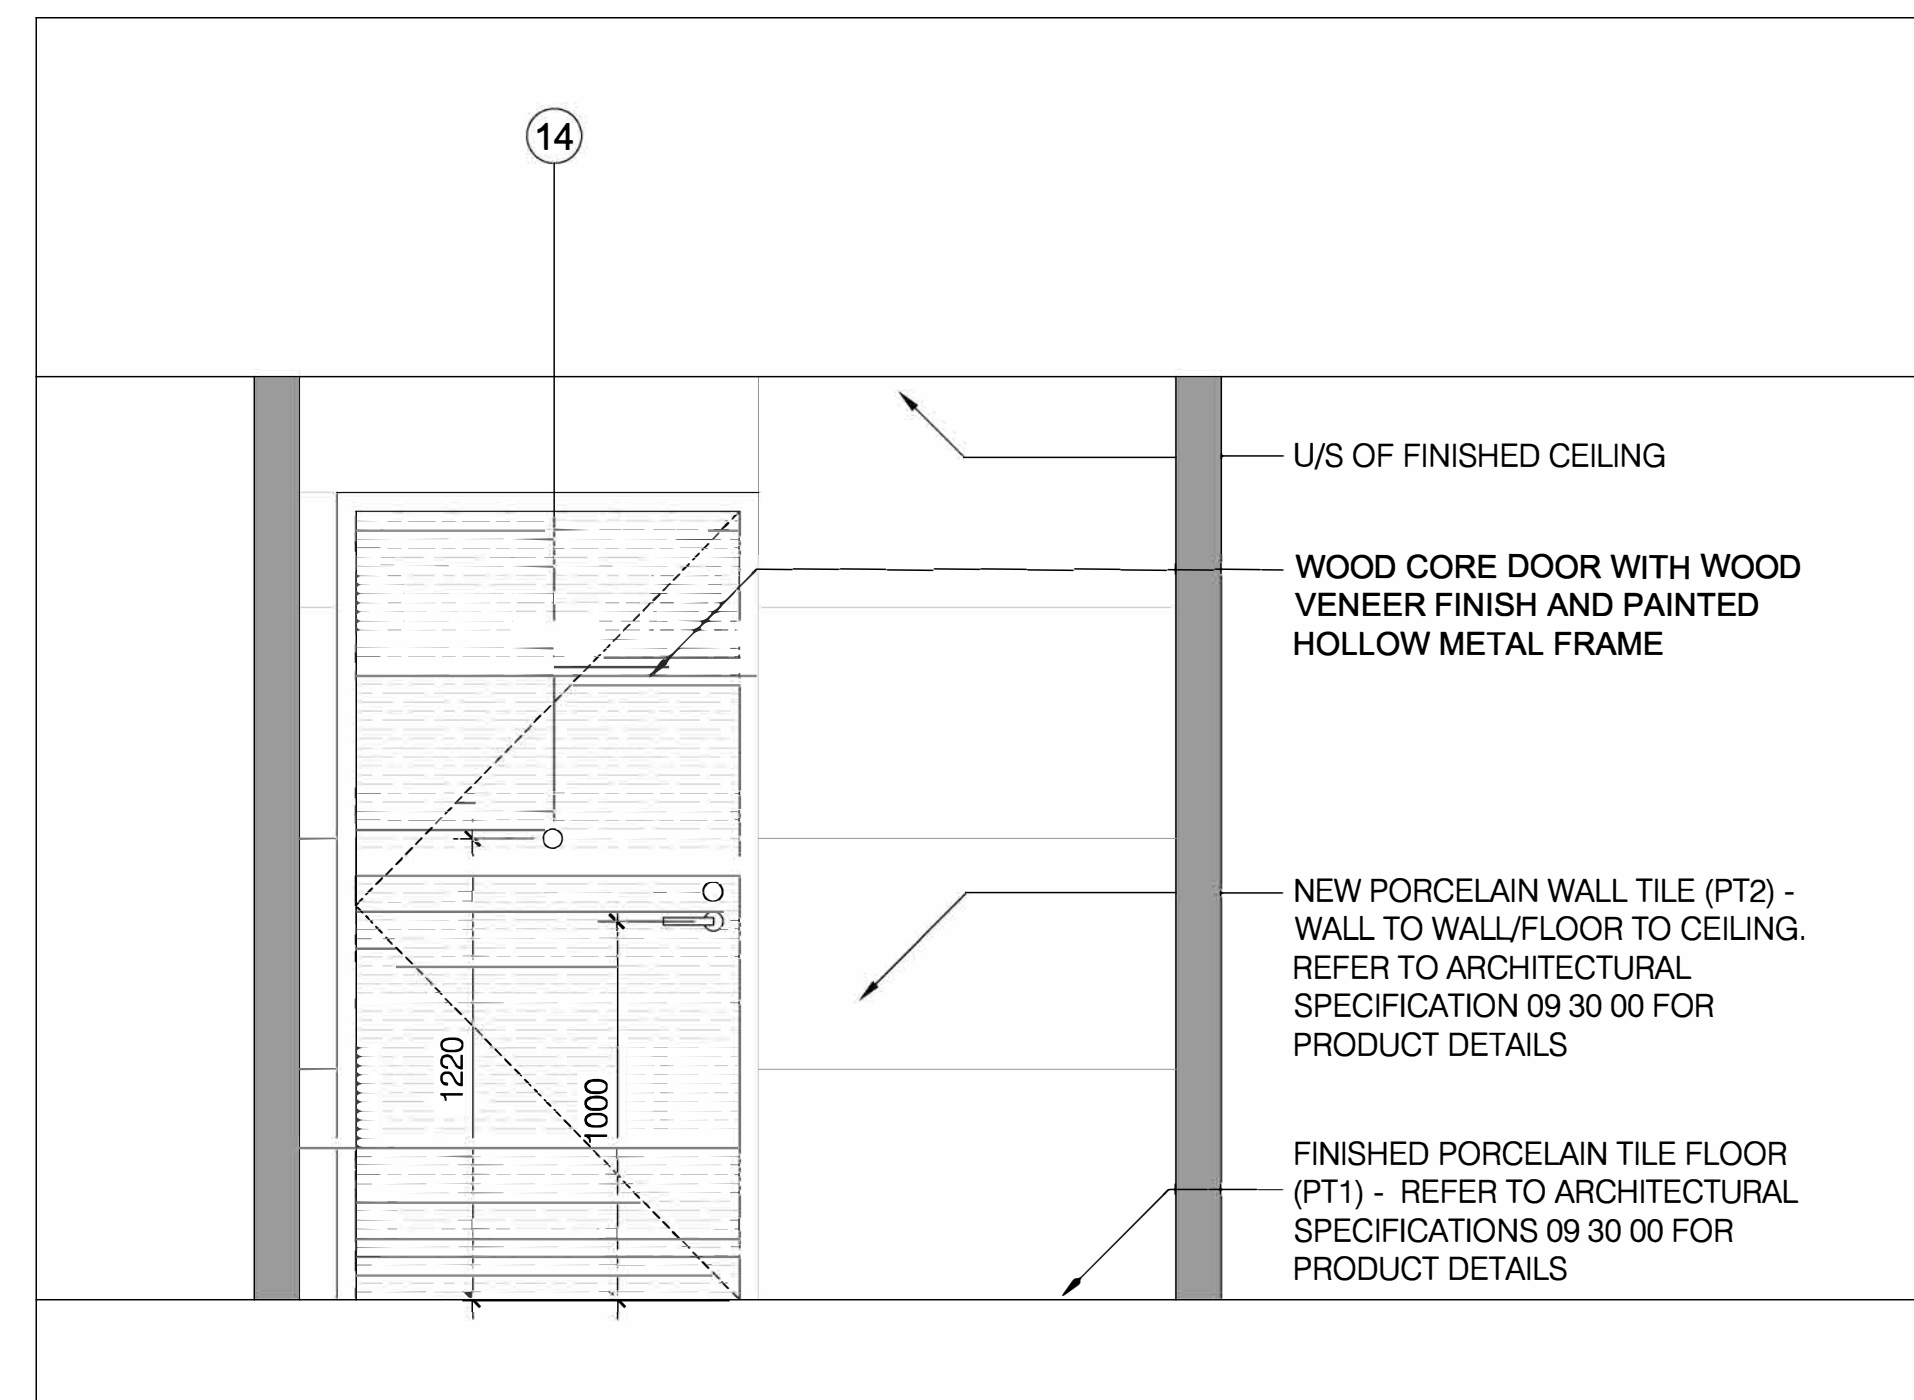 14
U/S OF FINISHED CEILING
WOOD CORE DOOR WITH WOOD
VENEER FINISH AND PAINTED
HOLLOW METAL FRAME
NEW PORCELAIN WALL TILE (PT2) -
WALL TO WALL/FLOOR TO CEILING.
REFER TO ARCHITECTURAL
SPECIFICATION 09 30 00 FOR
PRODUCT DETAILS
1220
1000
FINISHED PORCELAIN TILE FLOOR
(PT1) - REFER TO ARCHITECTURAL
SPECIFICATIONS 09 30 00 FOR
PRODUCT DETAILS